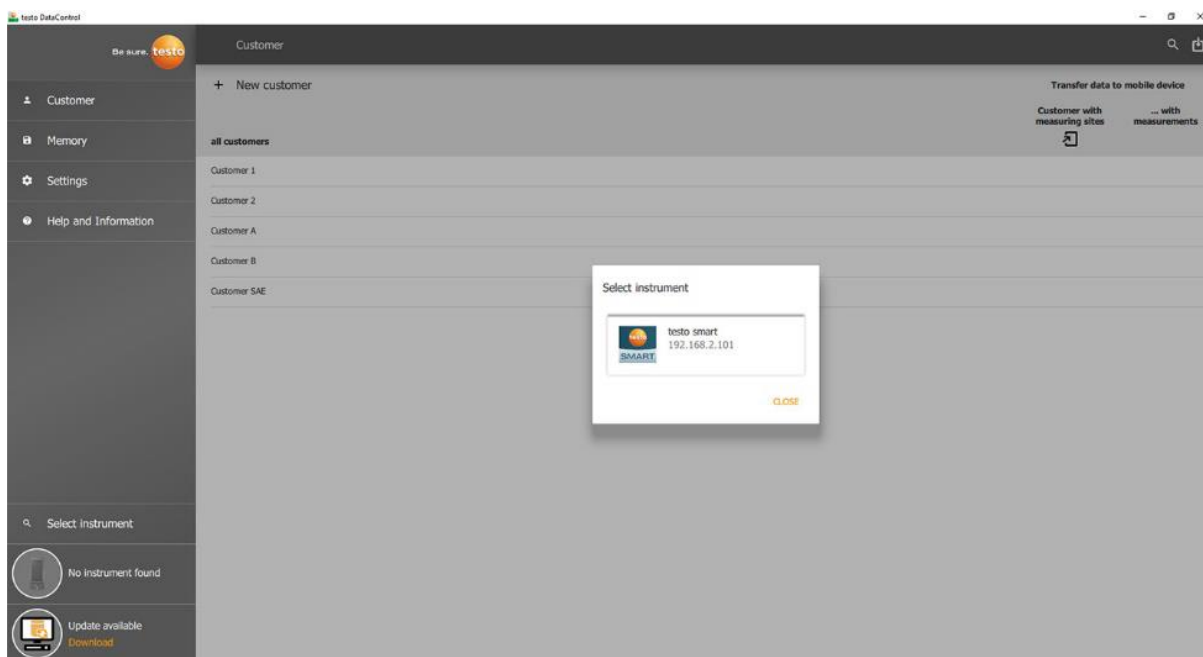 testo DataControl
Be sure. testo
Customer
Customer
Memory
Settings
Help and Information
Select instrument
No instrument found
Update available
Download
+ New customer
Transfer data to mobile device
Customer with
measuring sites
... with
measurements
all customers
Customer 1
Customer 2
Customer A
Customer B
Customer SAE
Select instrument
testo
SMART
testo smart
192.168.2.101
CLOSE